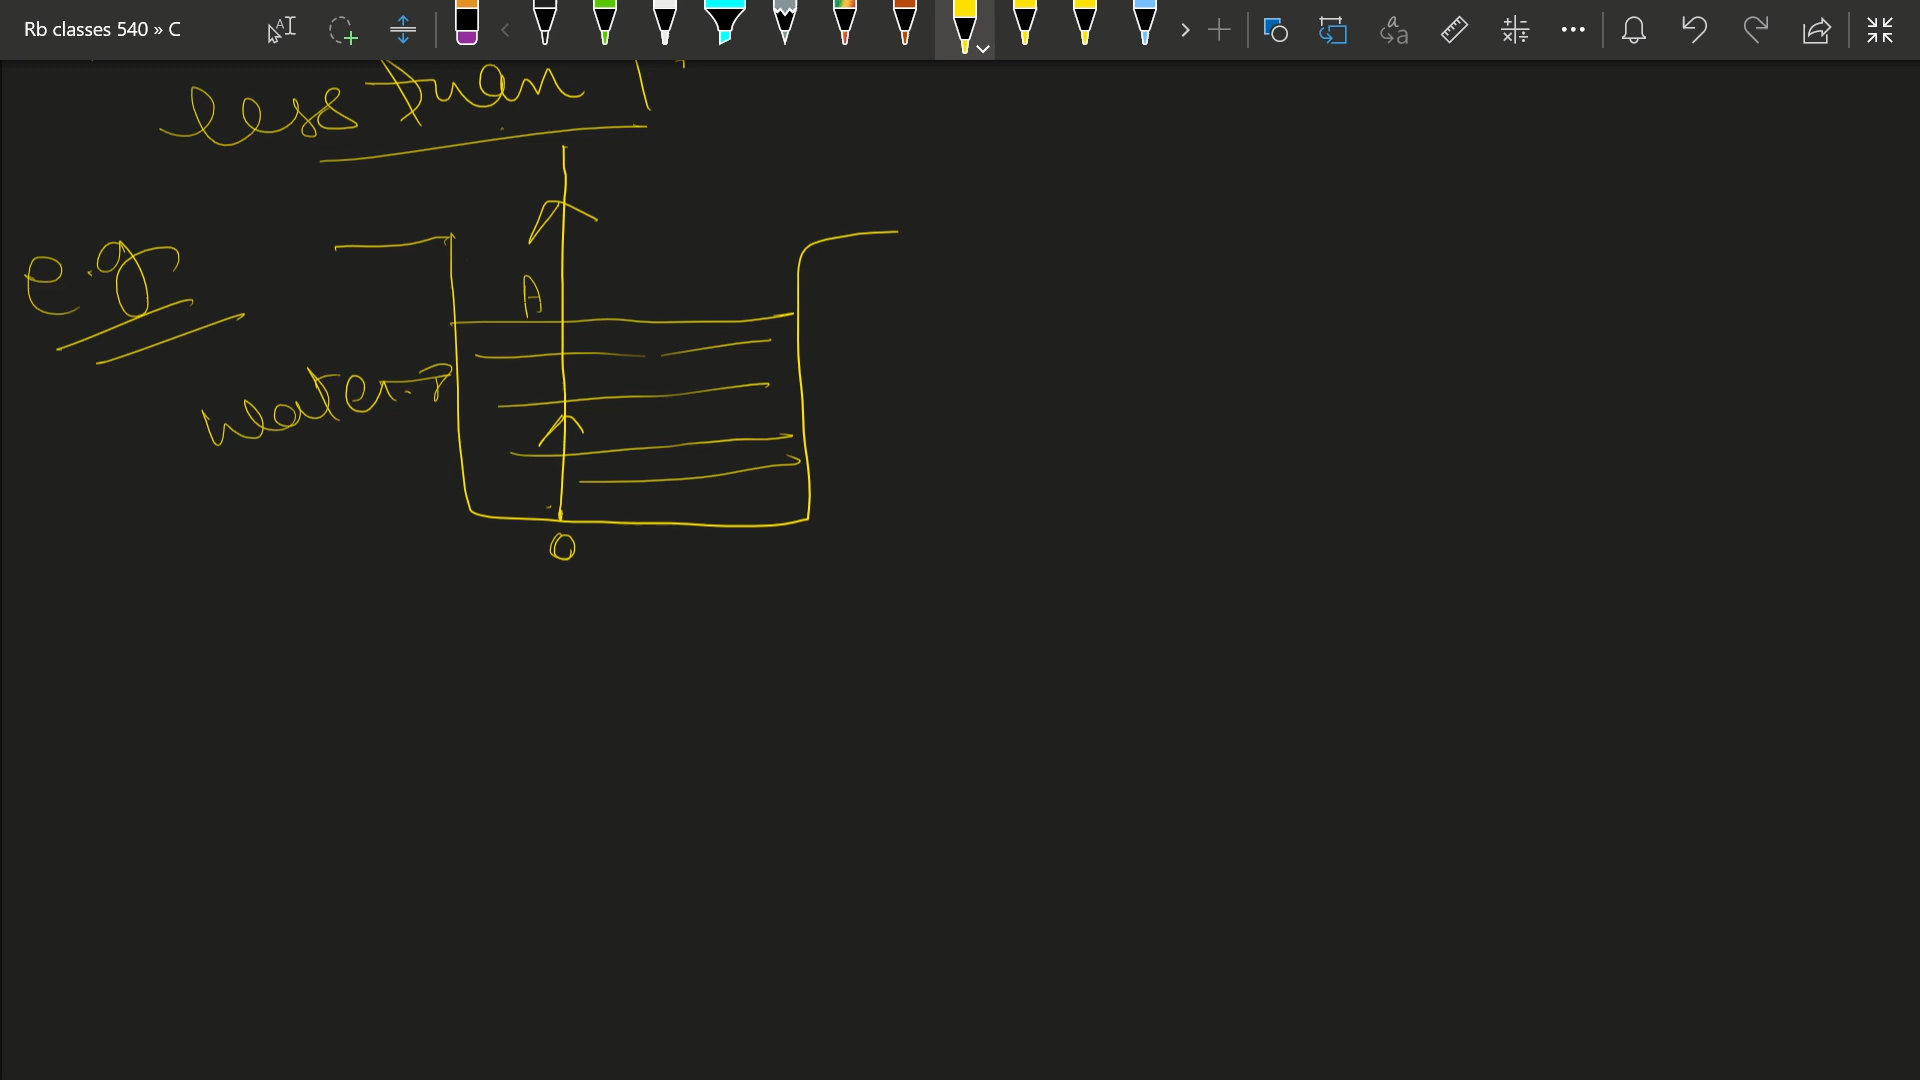 Rb classes 540 » C
less than 1
e.g
A
water
O